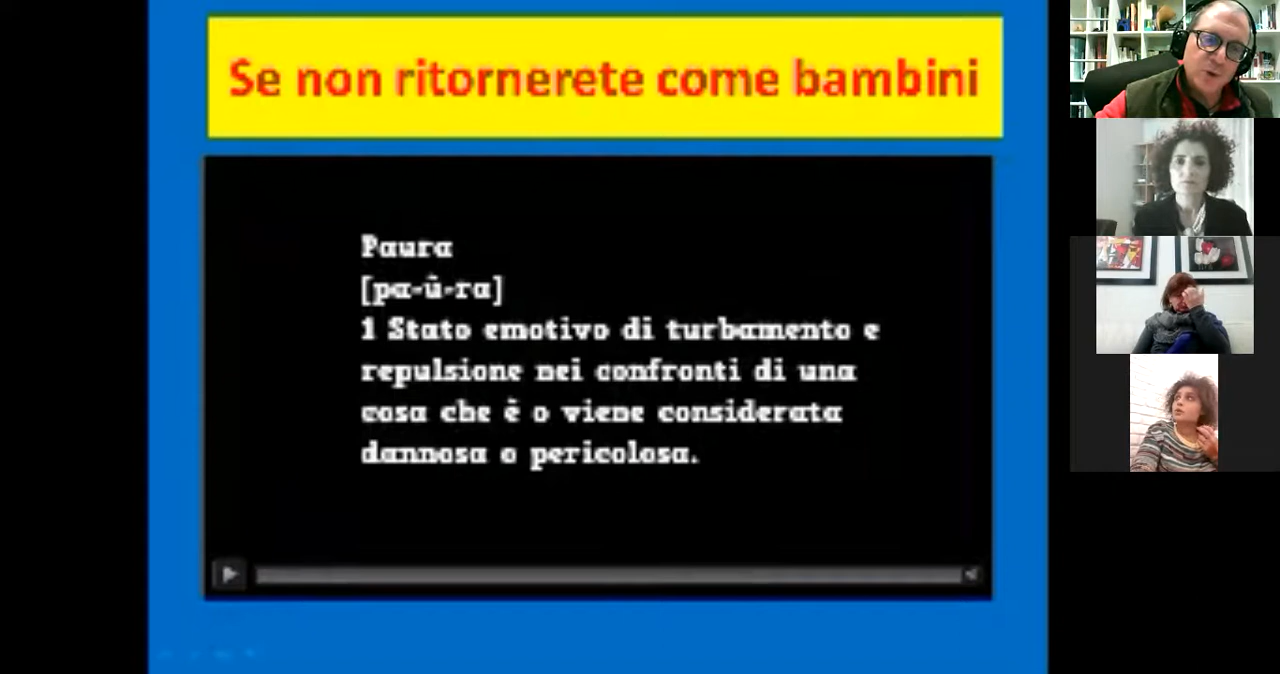 Se non ritornerete come bambini
Paura
[pa-ù-ra]
1 Stato emotivo di turbamento e
repulsione nei confronti di una
cosa che è o viene considerata
dannosa o pericolosa.